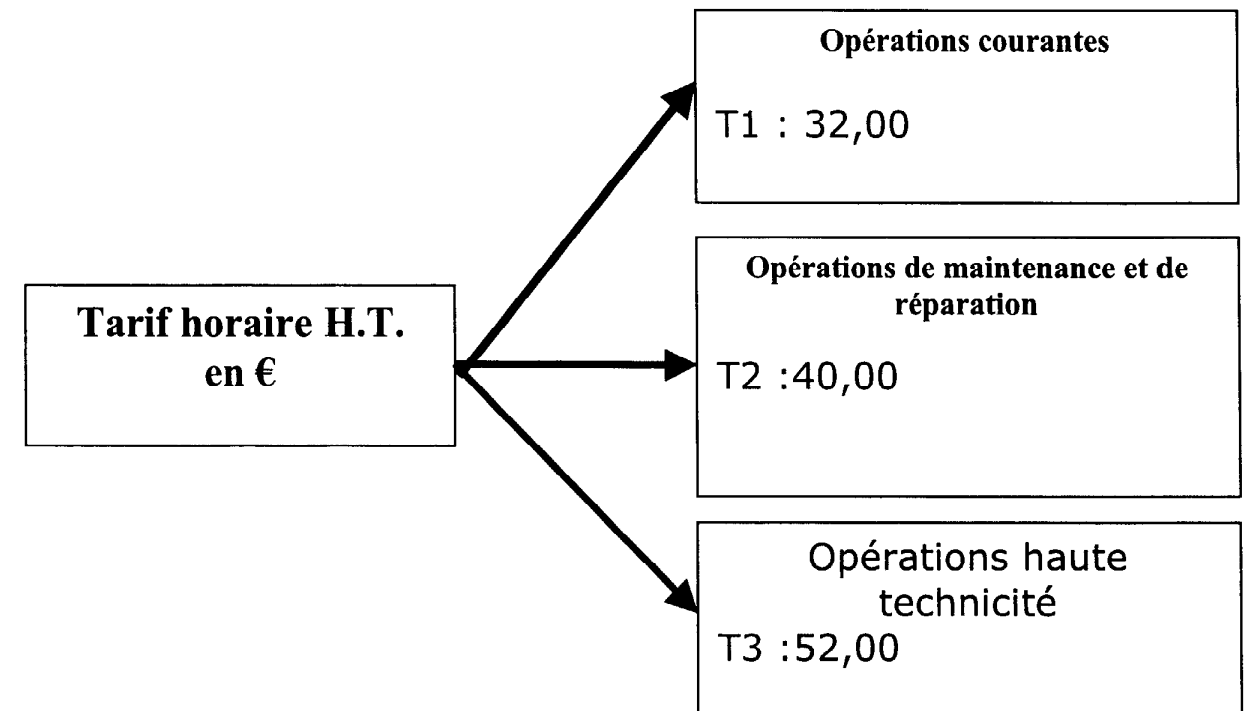 Tarif horaire H.T.
en €
Opérations courantes
T1 : 32,00
Opérations de maintenance et de
réparation
T2 :40,00
Opérations haute
technicité
T3 :52,00